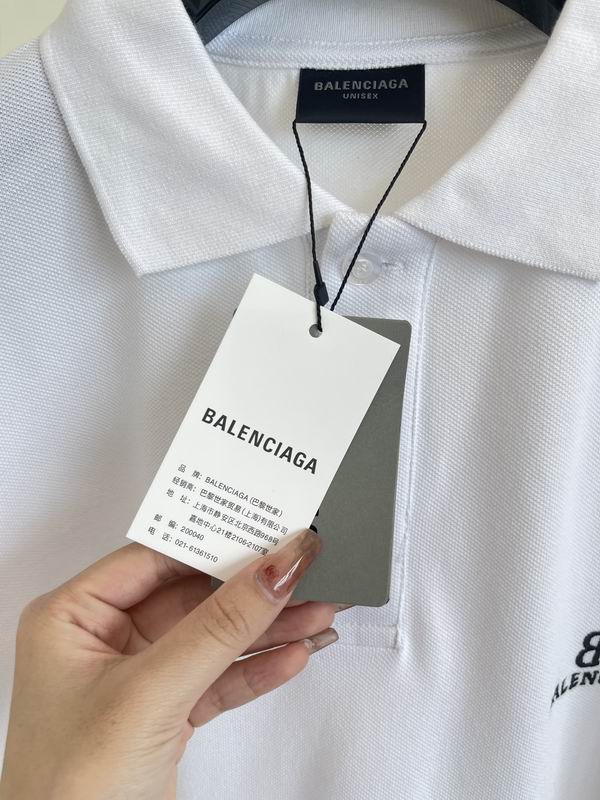 BALENCIAGA
UNISEX
BALENCIAGA
品 牌: BALENCIAGA (巴黎世家)
经销商: 巴黎世家贸易(上海)有限公司
地 址: 上海市静安区北京西路968号
嘉地中心21楼2106-2107室
邮 编: 200040
电 话: 021-61361510
B
ALENC